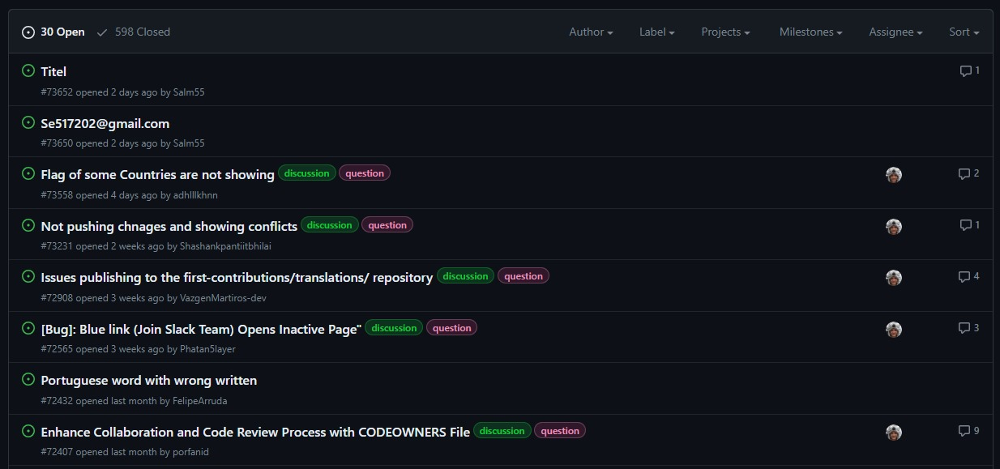 30 Open 598 Closed Author Label Projects Milestones Assignee Sort
Titel 1
#73652 opened 2 days ago by Salm55
Se517202@gmail.com
#73650 opened 2 days ago by Salm55
Flag of some Countries are not showing discussion question 2
#73558 opened 4 days ago by adhlllkhnn
Not pushing chnages and showing conflicts discussion question 1
#73231 opened 2 weeks ago by Shashankpantiitbhilai
Issues publishing to the first-contributions/translations/ repository discussion question 4
#72908 opened 3 weeks ago by VazgenMartiros-dev
[Bug]: Blue link (Join Slack Team) Opens Inactive Page" discussion question 3
#72565 opened 3 weeks ago by Phatan5layer
Portuguese word with wrong written
#72432 opened last month by FelipeArruda
Enhance Collaboration and Code Review Process with CODEOWNERS File discussion question 9
#72407 opened last month by porfanid